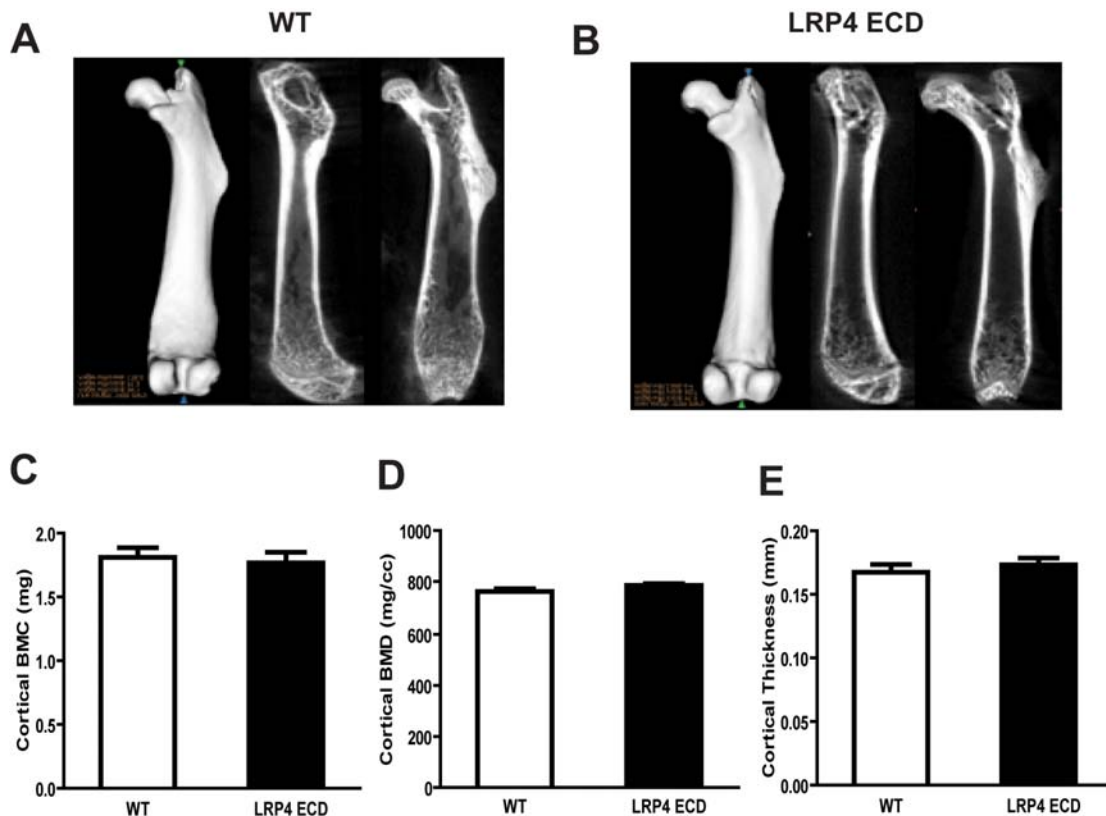 A
WT
B
LRP4 ECD
C
Cortical BMC (mg)
2.0
1.5
1.0
0.5
0.0
WT
LRP4 ECD
D
Cortical BMD (mg/cc)
1000
800
600
400
200
0
WT
LRP4 ECD
E
Cortical Thickness (mm)
0.20
0.15
0.10
0.05
0.00
WT
LRP4 ECD